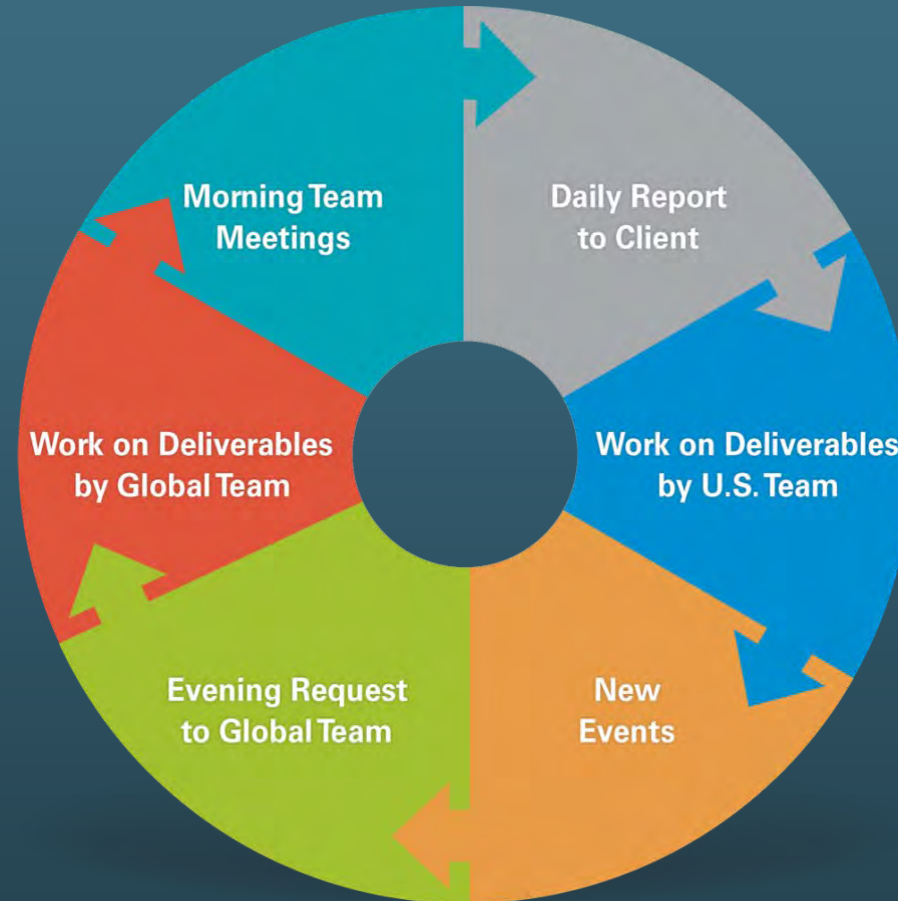 Morning Team
Meetings
Daily Report
to Client
Work on Deliverables
by U.S. Team
New
Events
Evening Request
to Global Team
Work on Deliverables
by Global Team